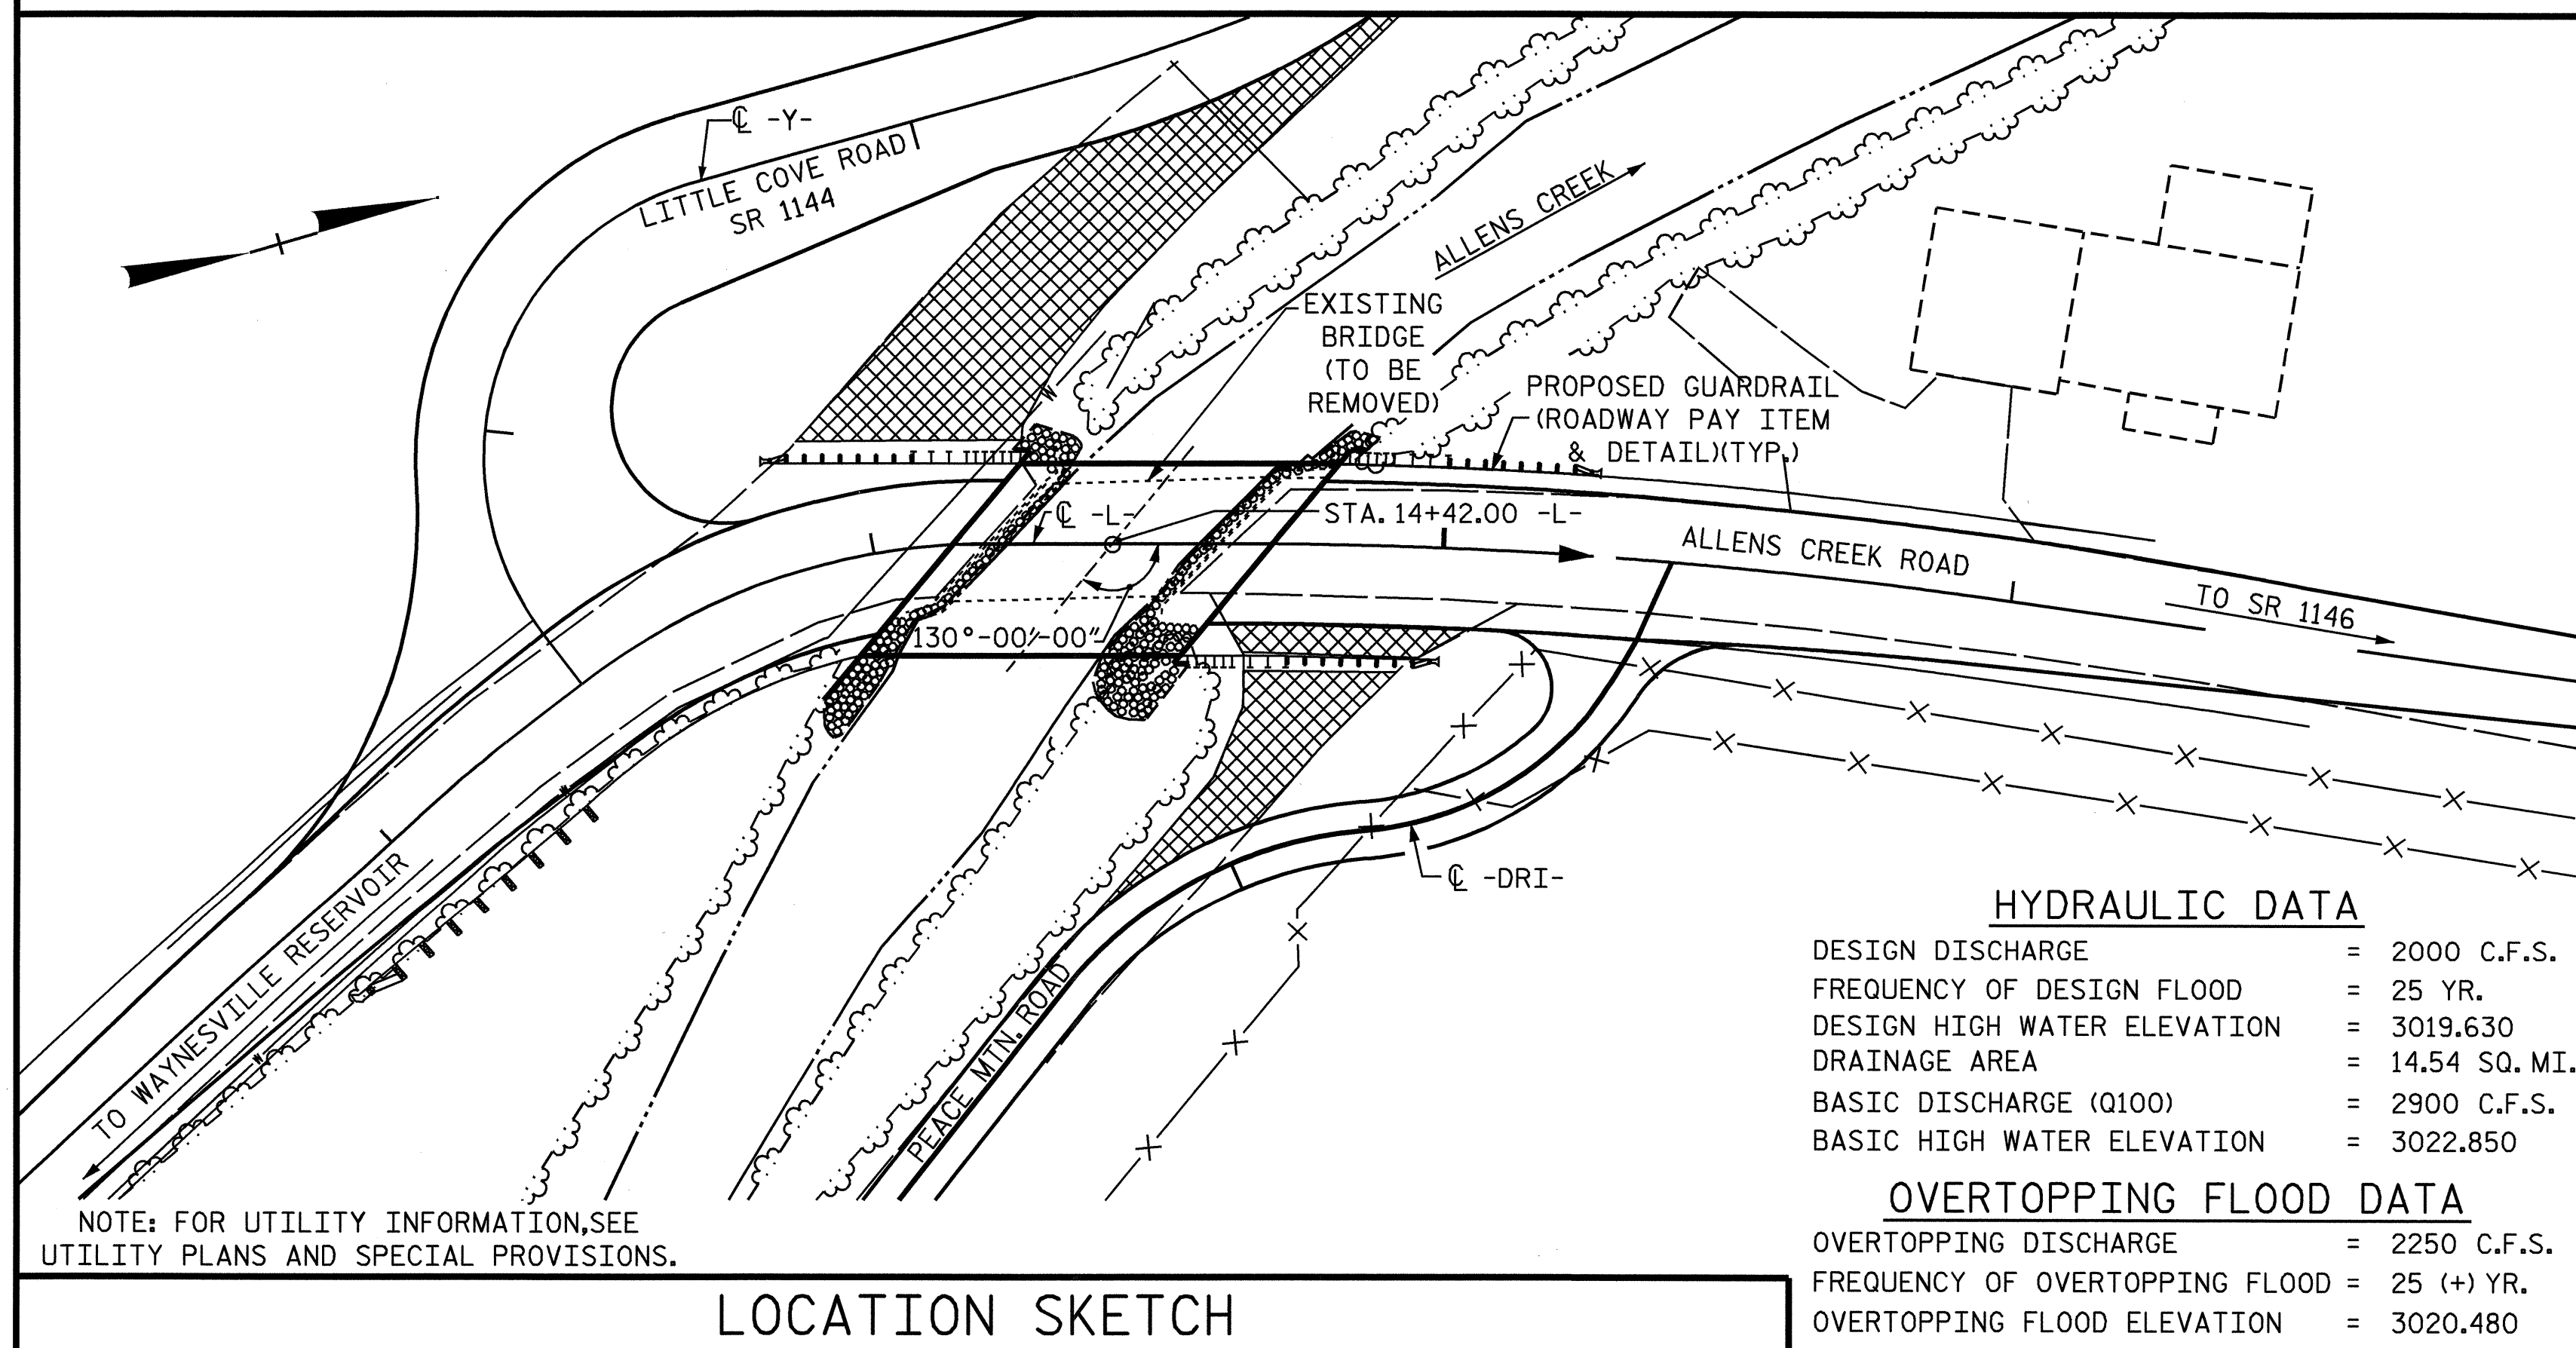 ℄ -Y-
LITTLE COVE ROAD
SR 1144
ALLENS CREEK
EXISTING
BRIDGE
(TO BE
REMOVED)
PROPOSED GUARDRAIL
(ROADWAY PAY ITEM
& DETAIL)(TYP.)
W
℄ -L-
STA. 14+42.00 -L-
ALLENS CREEK ROAD
TO SR 1146
130°-00'-00"
TO WAYNESVILLE RESERVOIR
PEACE MTN. ROAD
℄ -DRI-
HYDRAULIC DATA
DESIGN DISCHARGE = 2000 C.F.S.
FREQUENCY OF DESIGN FLOOD = 25 YR.
DESIGN HIGH WATER ELEVATION = 3019.630
DRAINAGE AREA = 14.54 SQ. MI.
BASIC DISCHARGE (Q100) = 2900 C.F.S.
BASIC HIGH WATER ELEVATION = 3022.850
OVERTOPPING FLOOD DATA
OVERTOPPING DISCHARGE = 2250 C.F.S.
FREQUENCY OF OVERTOPPING FLOOD = 25 (+) YR.
OVERTOPPING FLOOD ELEVATION = 3020.480
NOTE: FOR UTILITY INFORMATION,SEE
UTILITY PLANS AND SPECIAL PROVISIONS.
LOCATION SKETCH